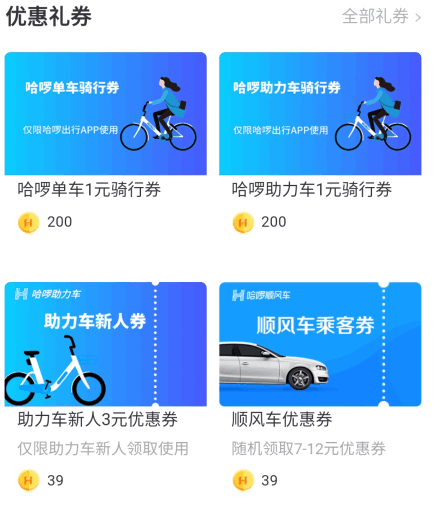 优惠礼券
全部礼券 >
哈啰单车骑行券
仅限哈啰出行APP使用
哈啰助力车骑行券
仅限哈啰出行APP使用
哈啰单车1元骑行券
哈啰助力车1元骑行券
200
200
哈啰助力车
助力车新人券
哈啰顺风车
顺风车乘客券
助力车新人3元优惠券
顺风车优惠券
仅限助力车新人领取使用
随机领取7-12元优惠券
39
39